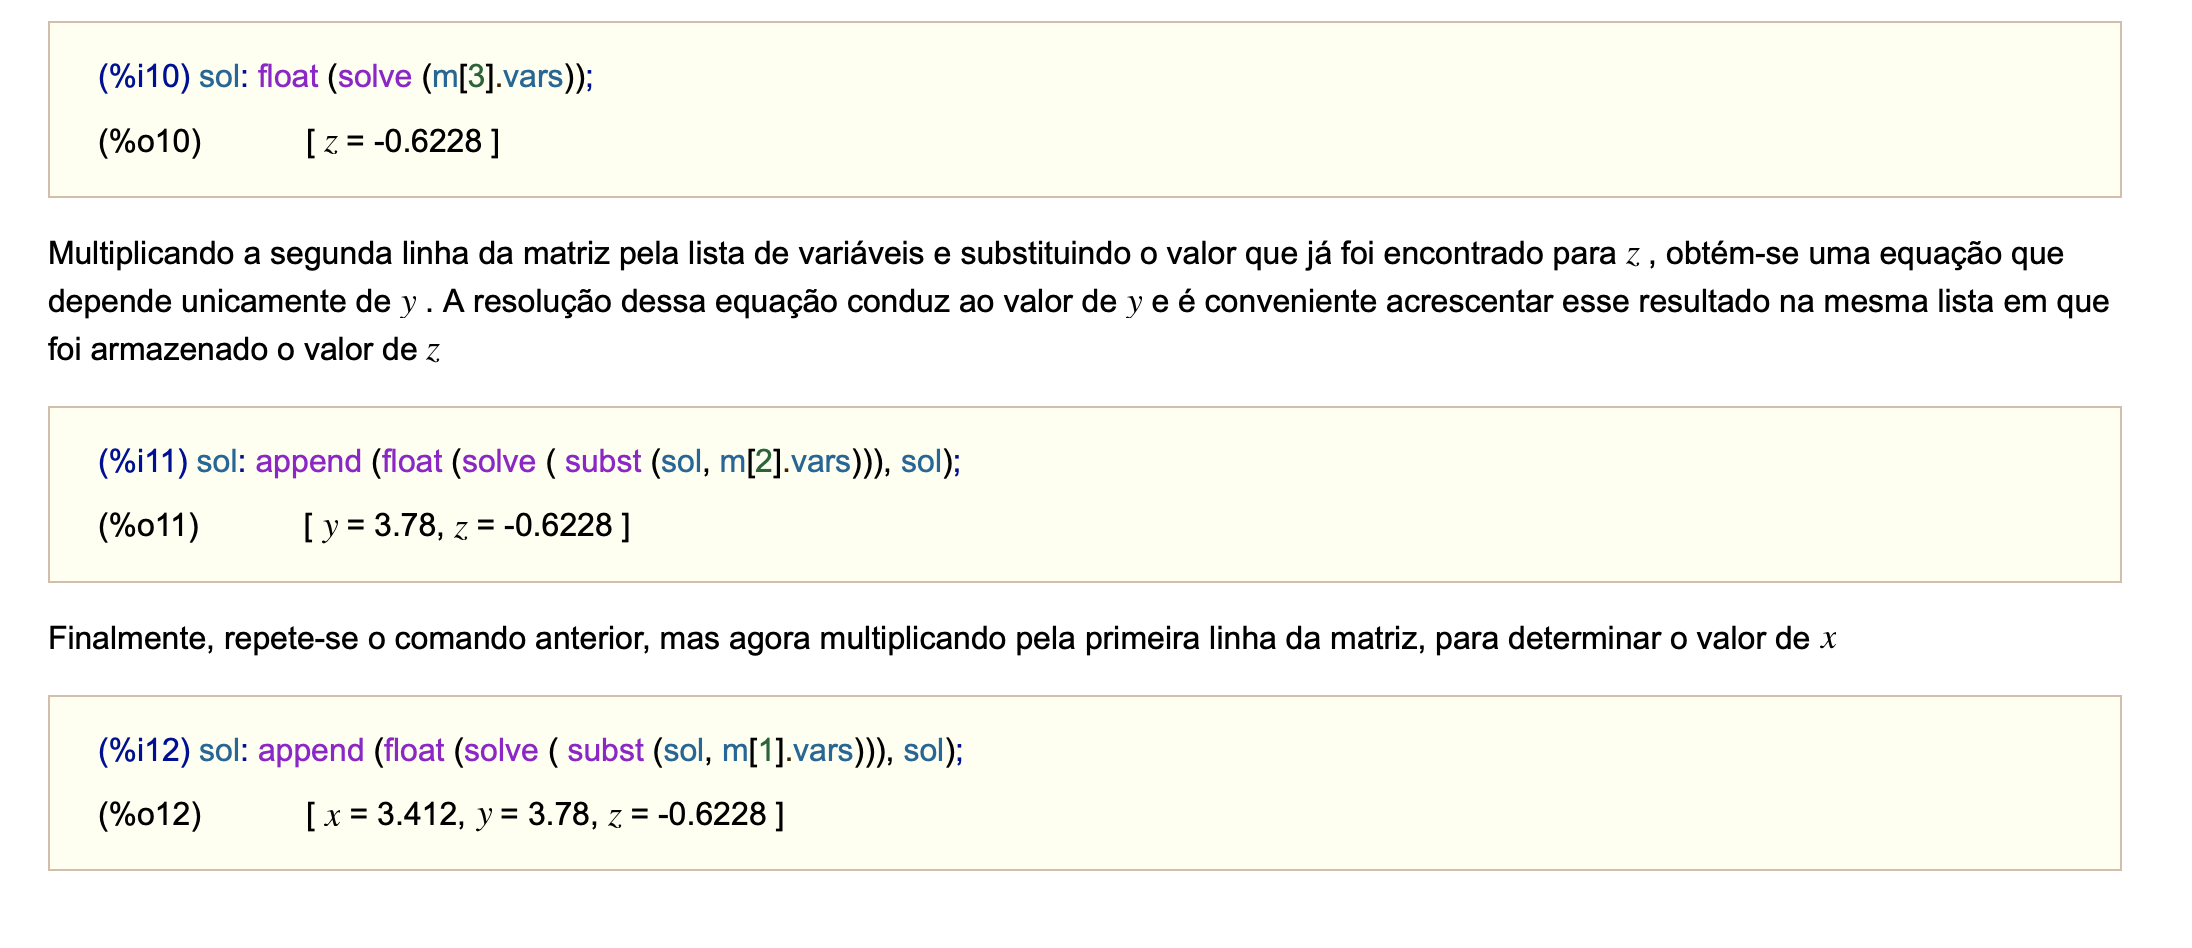 (%i10) sol: float (solve (m[3].vars));
(%o10) [ z = -0.6228 ]
Multiplicando a segunda linha da matriz pela lista de variáveis e substituindo o valor que já foi encontrado para z , obtém-se uma equação que
depende unicamente de y . A resolução dessa equação conduz ao valor de y e é conveniente acrescentar esse resultado na mesma lista em que
foi armazenado o valor de z
(%i11) sol: append (float (solve ( subst (sol, m[2].vars))), sol);
(%o11) [ y = 3.78, z = -0.6228 ]
Finalmente, repete-se o comando anterior, mas agora multiplicando pela primeira linha da matriz, para determinar o valor de x
(%i12) sol: append (float (solve ( subst (sol, m[1].vars))), sol);
(%o12) [ x = 3.412, y = 3.78, z = -0.6228 ]